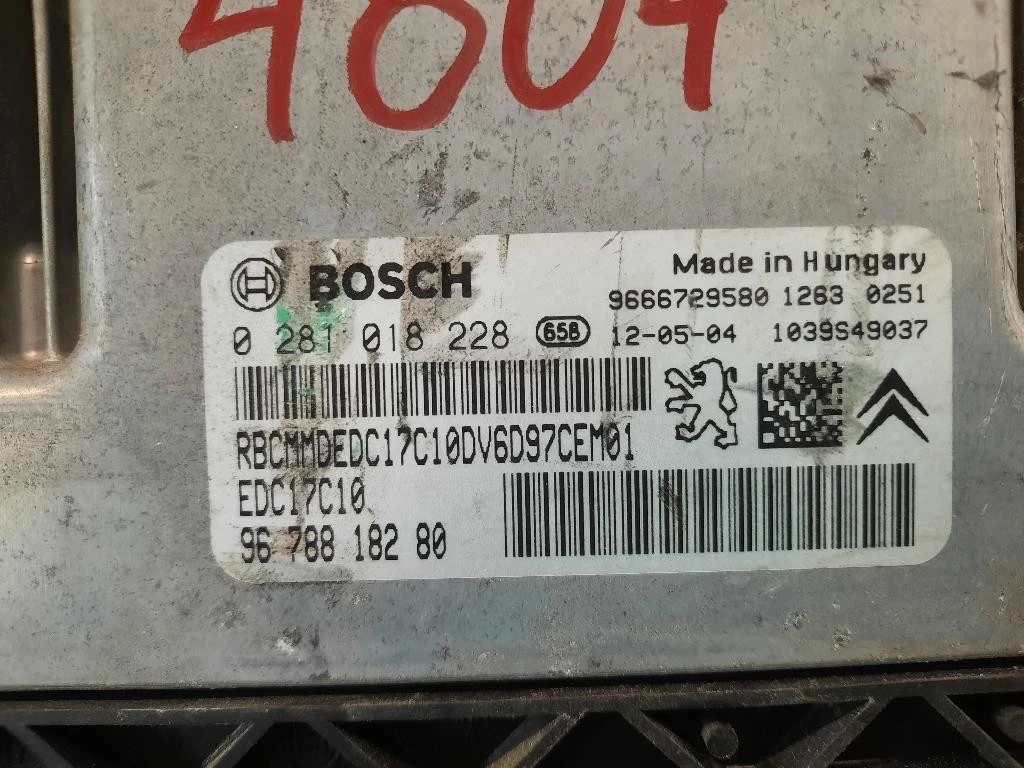 4804
BOSCH
Made in Hungary
9666729580 1263 0251
0 281 018 228 658 12-05-04 1039S49037
RBCMMDEDC17C10DV6D97CEM01
EDC17C10
96 788 182 80